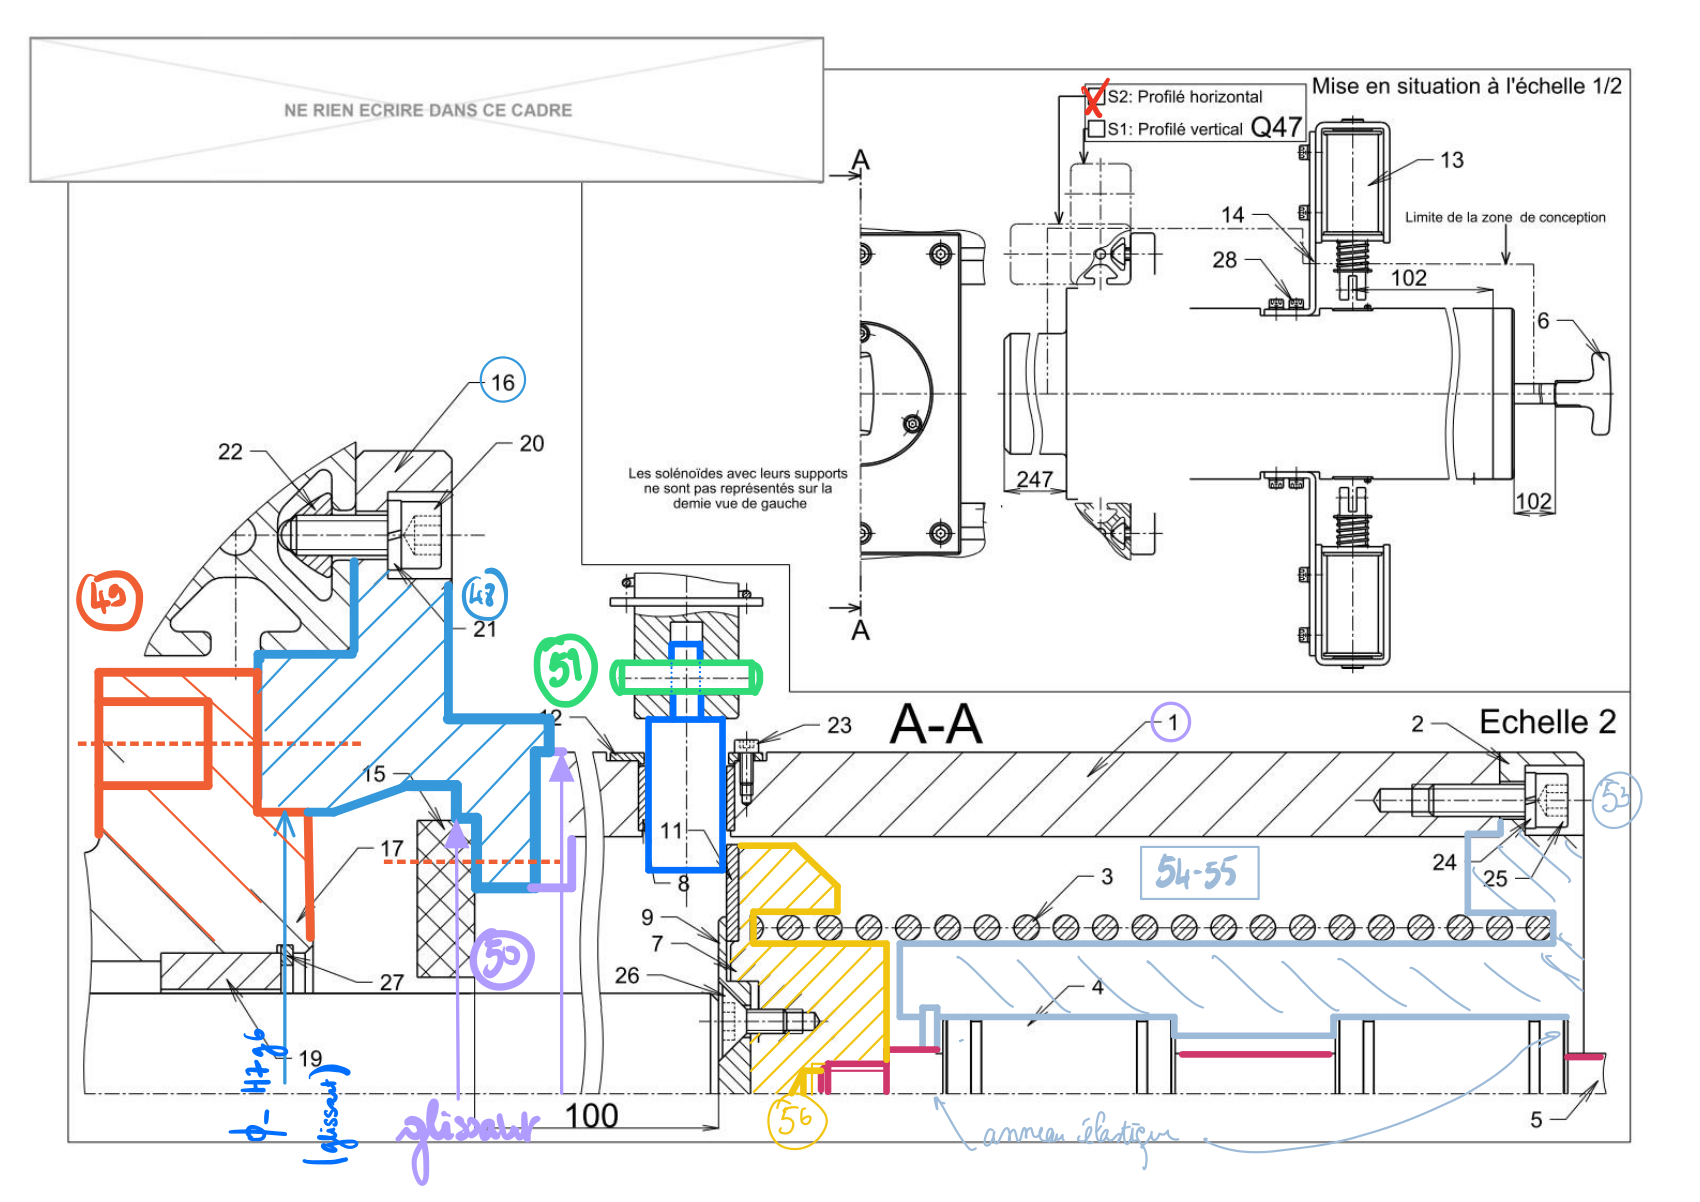 NE RIEN ECRIRE DANS CE CADRE
S2: Profilé horizontal
S1: Profilé vertical Q47
Mise en situation à l'échelle 1/2
A
13
14
Limite de la zone de conception
28
102
6
247
102
A
Les solénoïdes avec leurs supports
ne sont pas représentés sur la
demie vue de gauche
16
20
22
49
47
21
51
12
23
A-A
1
2
Echelle 2
53
15
11
17
8
24
25
54-55
3
9
7
50
26
27
4
19
ϕ- H7g6
(glissant)
glissant
100
56
anneau élastique
5